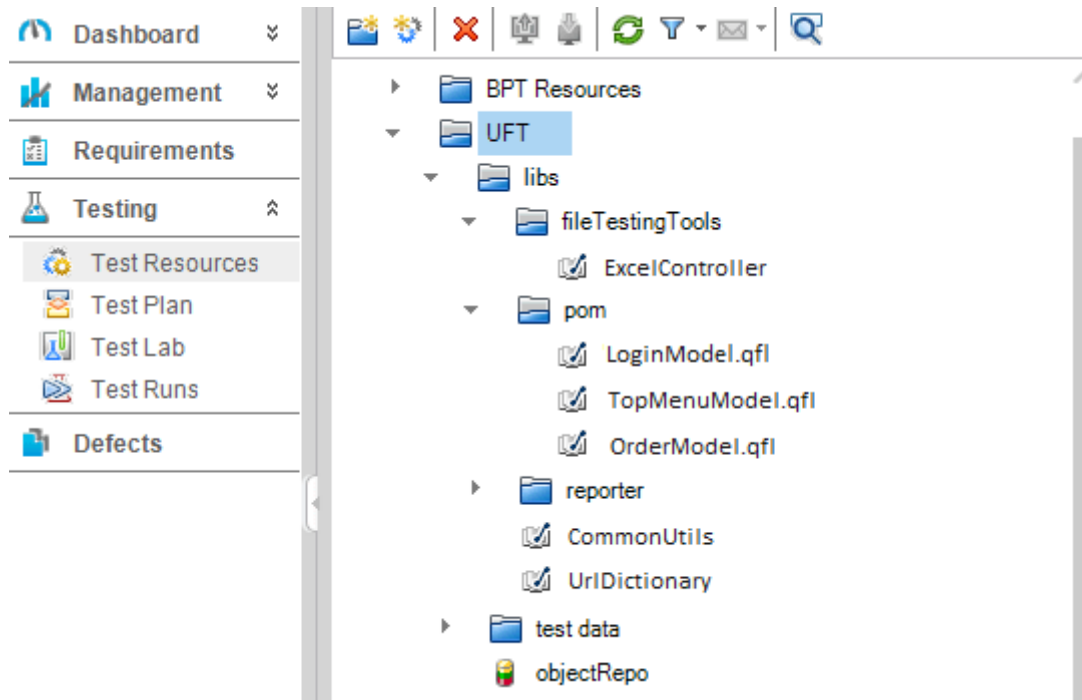 Dashboard
Management
Requirements
Testing
Test Resources
Test Plan
Test Lab
Test Runs
Defects
BPT Resources
UFT
libs
fileTestingTools
ExcelController
pom
LoginModel.qfl
TopMenuModel.qfl
OrderModel.qfl
reporter
CommonUtils
UrlDictionary
test data
objectRepo